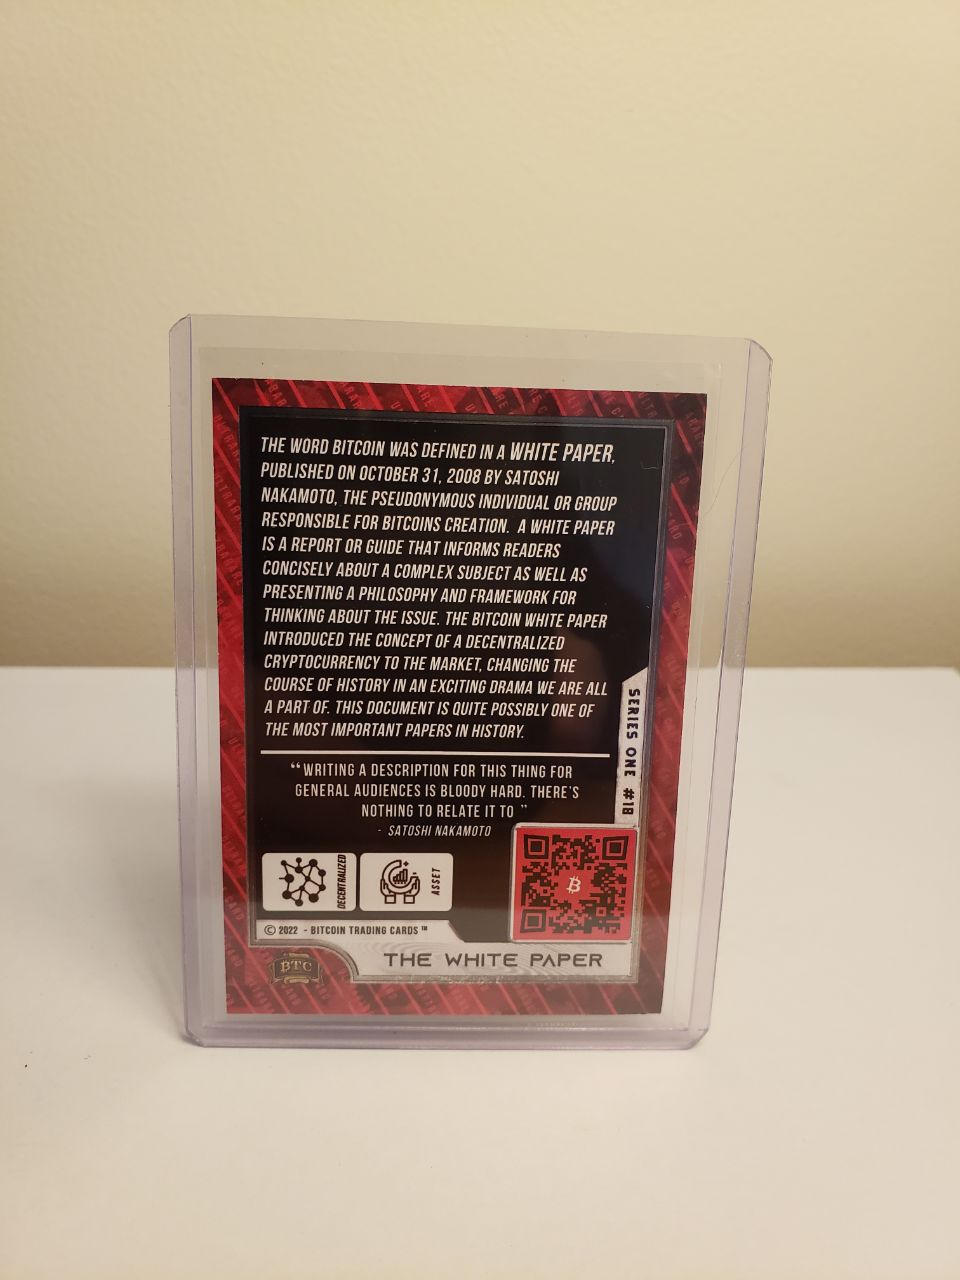 THE WORD BITCOIN WAS DEFINED IN A WHITE PAPER,
PUBLISHED ON OCTOBER 31, 2008 BY SATOSHI
NAKAMOTO, THE PSEUDONYMOUS INDIVIDUAL OR GROUP
RESPONSIBLE FOR BITCOINS CREATION. A WHITE PAPER
IS A REPORT OR GUIDE THAT INFORMS READERS
CONCISELY ABOUT A COMPLEX SUBJECT AS WELL AS
PRESENTING A PHILOSOPHY AND FRAMEWORK FOR
THINKING ABOUT THE ISSUE. THE BITCOIN WHITE PAPER
INTRODUCED THE CONCEPT OF A DECENTRALIZED
CRYPTOCURRENCY TO THE MARKET, CHANGING THE
COURSE OF HISTORY IN AN EXCITING DRAMA WE ARE ALL
A PART OF. THIS DOCUMENT IS QUITE POSSIBLY ONE OF
THE MOST IMPORTANT PAPERS IN HISTORY.
SERIES ONE #18
“WRITING A DESCRIPTION FOR THIS THING FOR
GENERAL AUDIENCES IS BLOODY HARD. THERE'S
NOTHING TO RELATE IT TO ”
- SATOSHI NAKAMOTO
DECENTRALIZED
ASSET
© 2022 - BITCOIN TRADING CARDS ™
BTC
THE WHITE PAPER